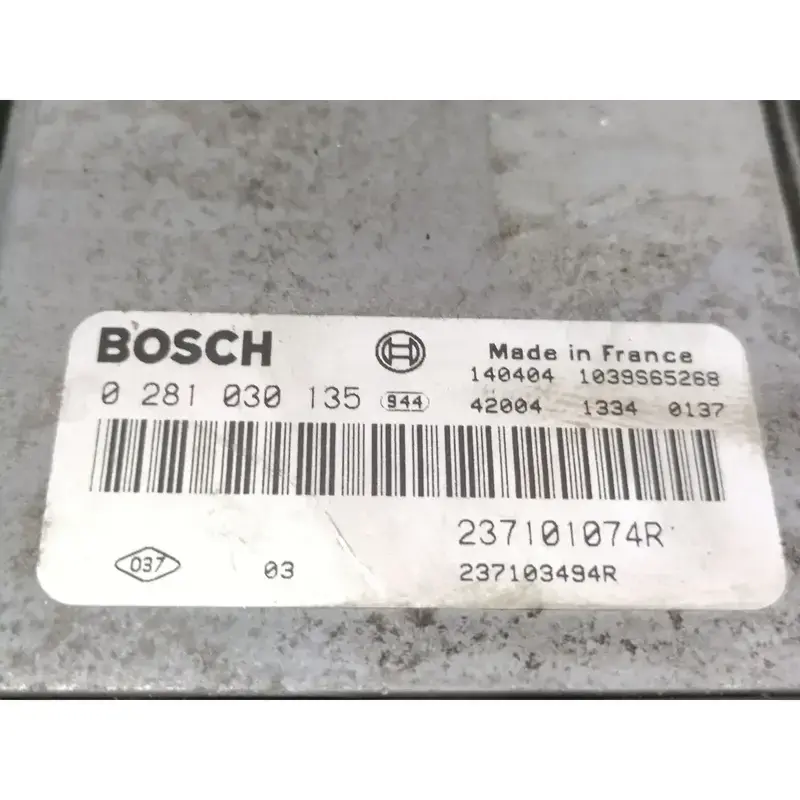 BOSCH
Made in France
140404 1039S65268
0 281 030 135 944
42004 1334 0137
237101074R
037 03
237103494R